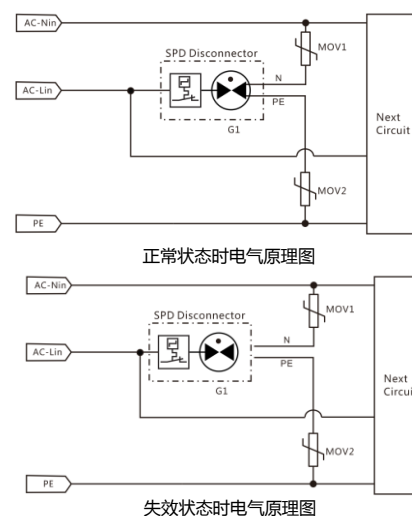 AC-Nin
SPD Disconnector
MOV1
N
AC-Lin
PE
G1
Next
Circuit
MOV2
PE
正常状态时电气原理图
AC-Nin
SPD Disconnector
MOV1
N
AC-Lin
PE
G1
Next
Circui
MOV2
PE
失效状态时电气原理图